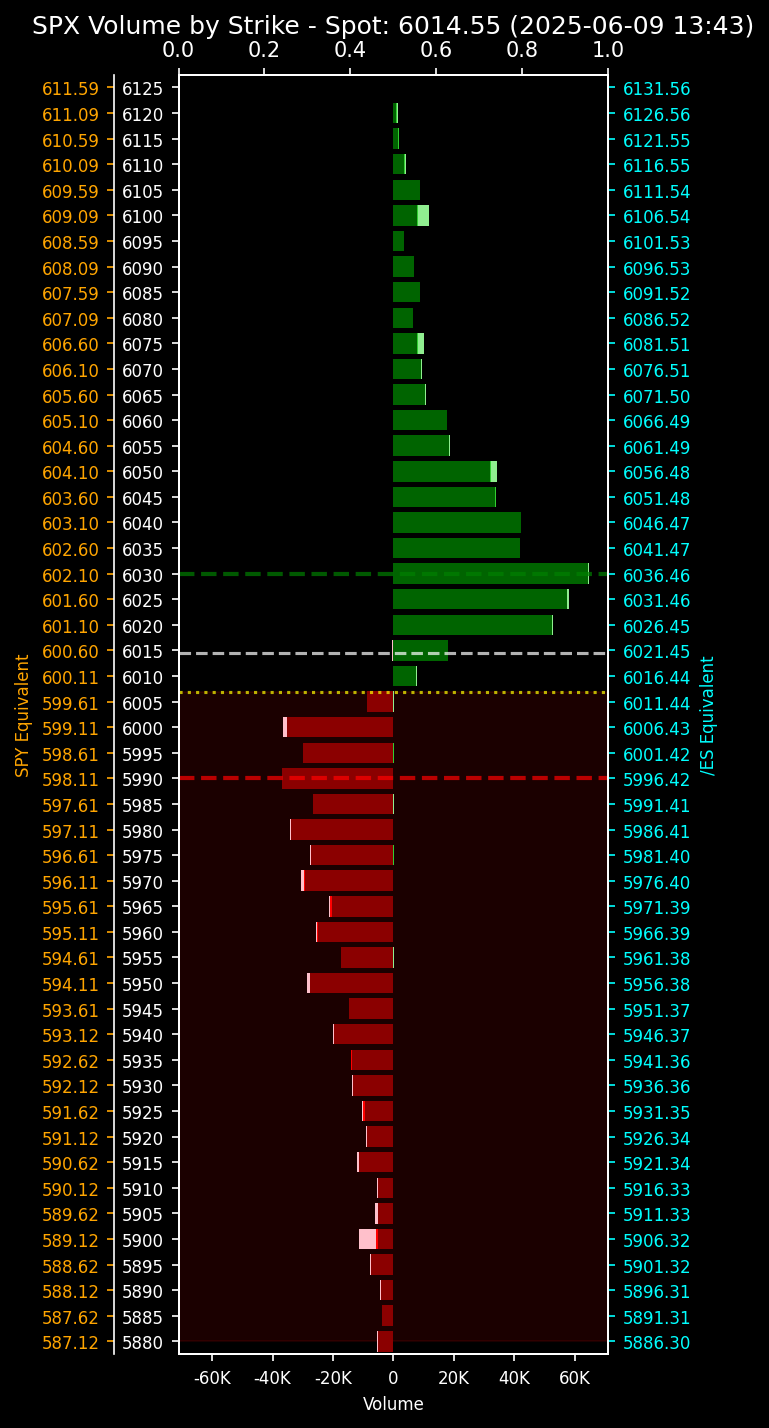 SPX Volume by Strike - Spot: 6014.55 (2025-06-09 13:43)
0.0 0.2 0.4 0.6 0.8 1.0
611.59 6125 6131.56
611.09 6120 6126.56
610.59 6115 6121.55
610.09 6110 6116.55
609.59 6105 6111.54
609.09 6100 6106.54
608.59 6095 6101.53
608.09 6090 6096.53
607.59 6085 6091.52
607.09 6080 6086.52
606.60 6075 6081.51
606.10 6070 6076.51
605.60 6065 6071.50
605.10 6060 6066.49
604.60 6055 6061.49
604.10 6050 6056.48
603.60 6045 6051.48
603.10 6040 6046.47
602.60 6035 6041.47
602.10 6030 6036.46
601.60 6025 6031.46
601.10 6020 6026.45
600.60 6015 6021.45
600.11 6010 6016.44
599.61 6005 6011.44
599.11 6000 6006.43
598.61 5995 6001.42
598.11 5990 5996.42
597.61 5985 5991.41
597.11 5980 5986.41
596.61 5975 5981.40
596.11 5970 5976.40
595.61 5965 5971.39
595.11 5960 5966.39
594.61 5955 5961.38
594.11 5950 5956.38
593.61 5945 5951.37
593.12 5940 5946.37
592.62 5935 5941.36
592.12 5930 5936.36
591.62 5925 5931.35
591.12 5920 5926.34
590.62 5915 5921.34
590.12 5910 5916.33
589.62 5905 5911.33
589.12 5900 5906.32
588.62 5895 5901.32
588.12 5890 5896.31
587.62 5885 5891.31
587.12 5880 5886.30
SPY Equivalent
/ES Equivalent
-60K -40K -20K 0 20K 40K 60K
Volume